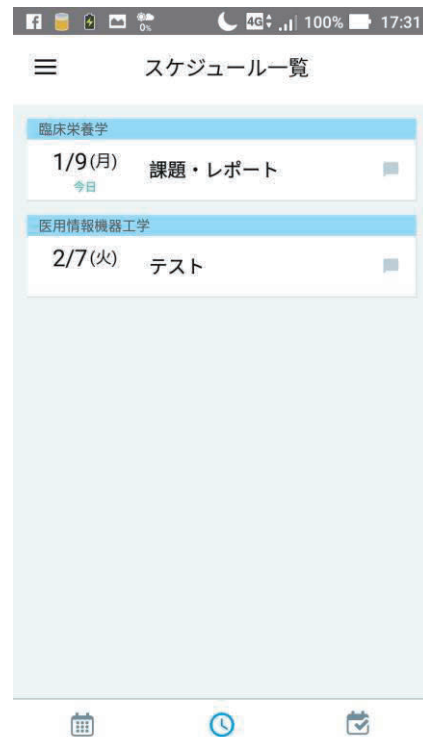 0%
4G
100%
17:31
スケジュール一覧
臨床栄養学
1/9(月)
今日
課題・レポート
医用情報機器工学
2/7(火)
テスト